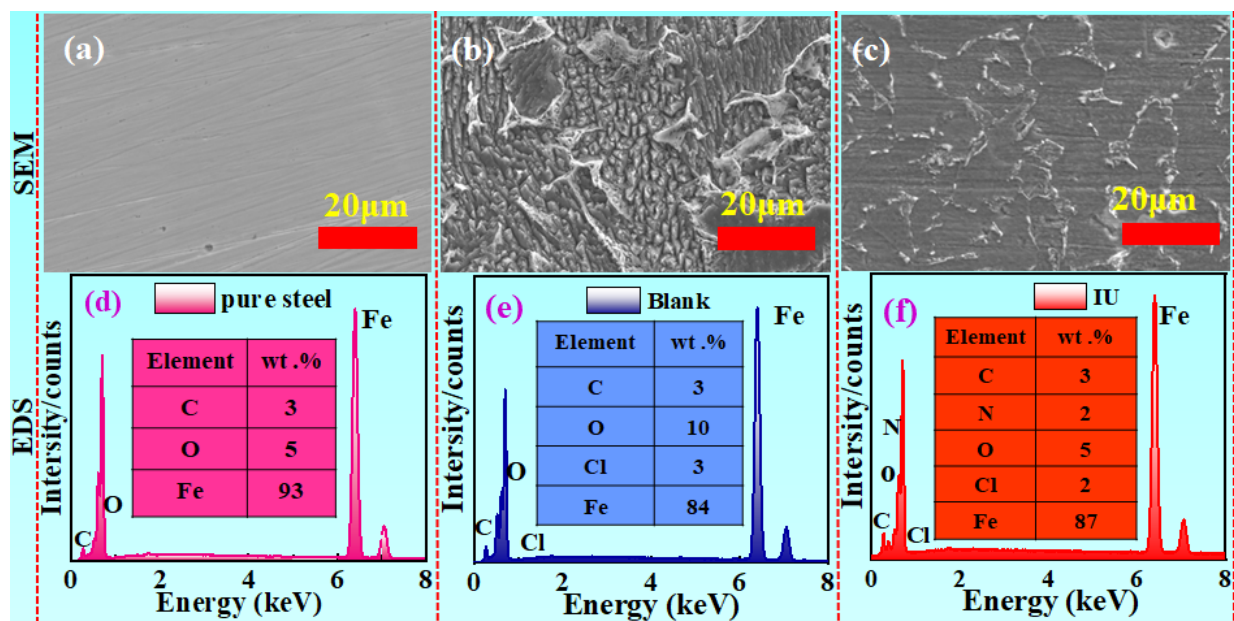 SEM
(a)
20μm
(b)
20μm
(c)
20μm
EDS
(d)
pure steel
Fe
Element wt .%
C 3
O 5
Fe 93
C
O
Intersity/counts
0 2 4 6 8
Energy (keV)
(e)
Blank
Fe
Element wt .%
C 3
O 10
Cl 3
Fe 84
C
O
Cl
Intersity/counts
0 2 4 6 8
Energy (keV)
(f)
IU
Fe
Element wt .%
C 3
N 2
O 5
Cl 2
Fe 87
N
O
C
Cl
Intersity/counts
0 2 4 6 8
Energy (keV)